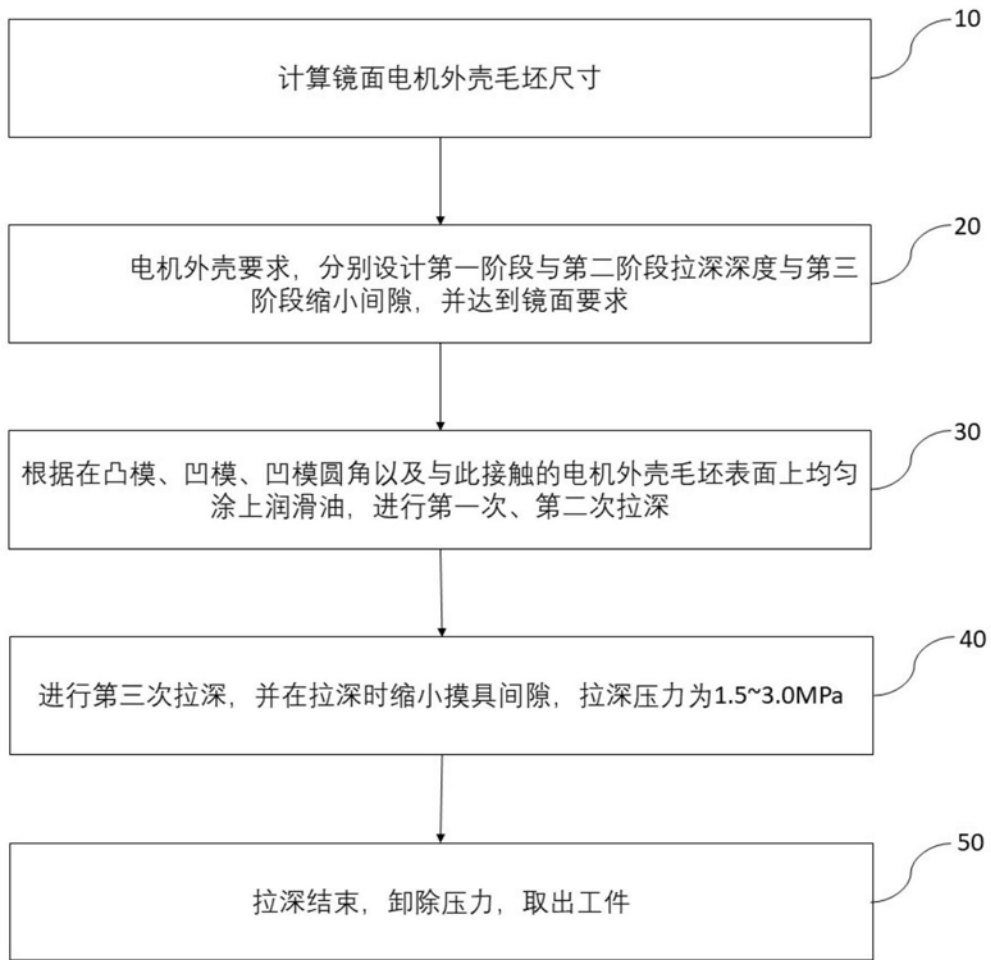 10
计算镜面电机外壳毛坯尺寸
20
电机外壳要求，分别设计第一阶段与第二阶段拉深深度与第三
阶段缩小间隙，并达到镜面要求
30
根据在凸模、凹模、凹模圆角以及与此接触的电机外壳毛坯表面上均匀
涂上润滑油，进行第一次、第二次拉深
40
进行第三次拉深，并在拉深时缩小摸具间隙，拉深压力为1.5~3.0MPa
50
拉深结束，卸除压力，取出工件